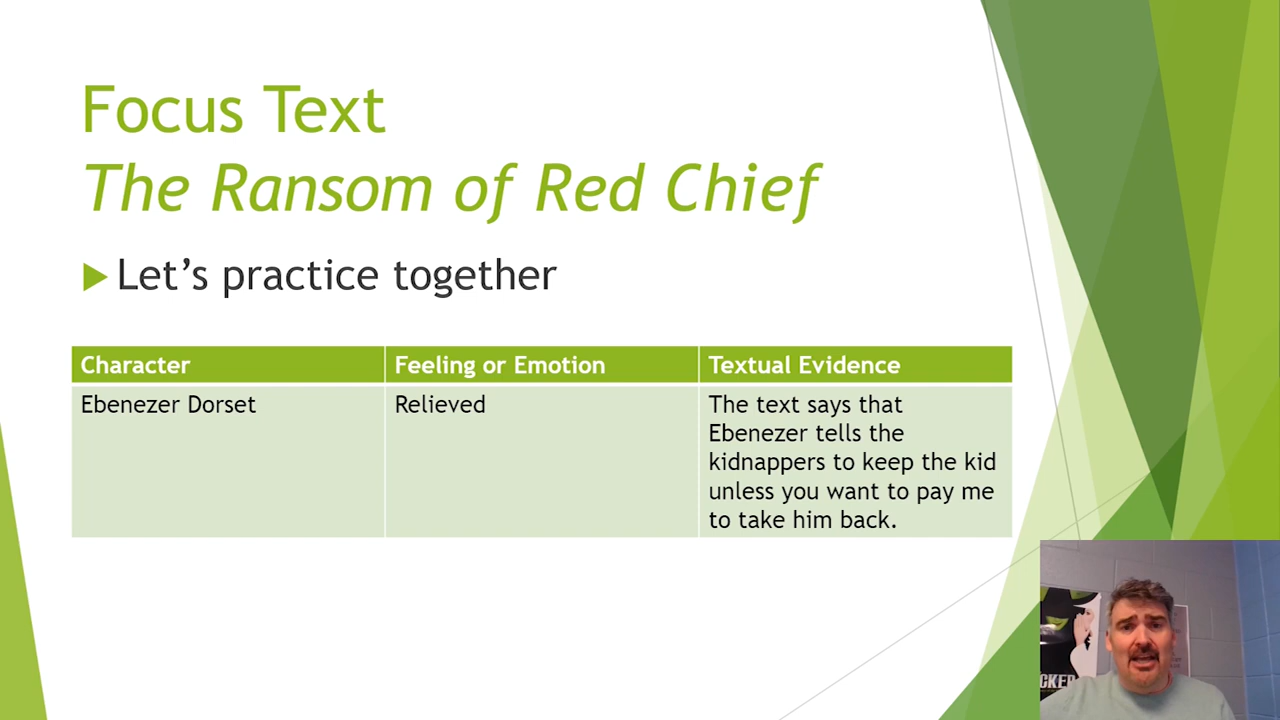 Focus Text
The Ransom of Red Chief
Let's practice together
Character
Feeling or Emotion
Textual Evidence
Ebenezer Dorset
Relieved
The text says that
Ebenezer tells the
kidnappers to keep the kid
unless you want to pay me
to take him back.
CKED